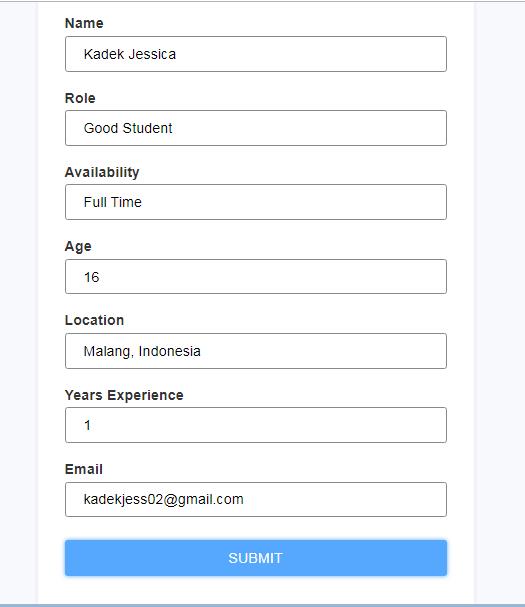 Name
Kadek Jessica
Role
Good Student
Availability
Full Time
Age
16
Location
Malang, Indonesia
Years Experience
1
Email
kadekjess02@gmail.com
SUBMIT